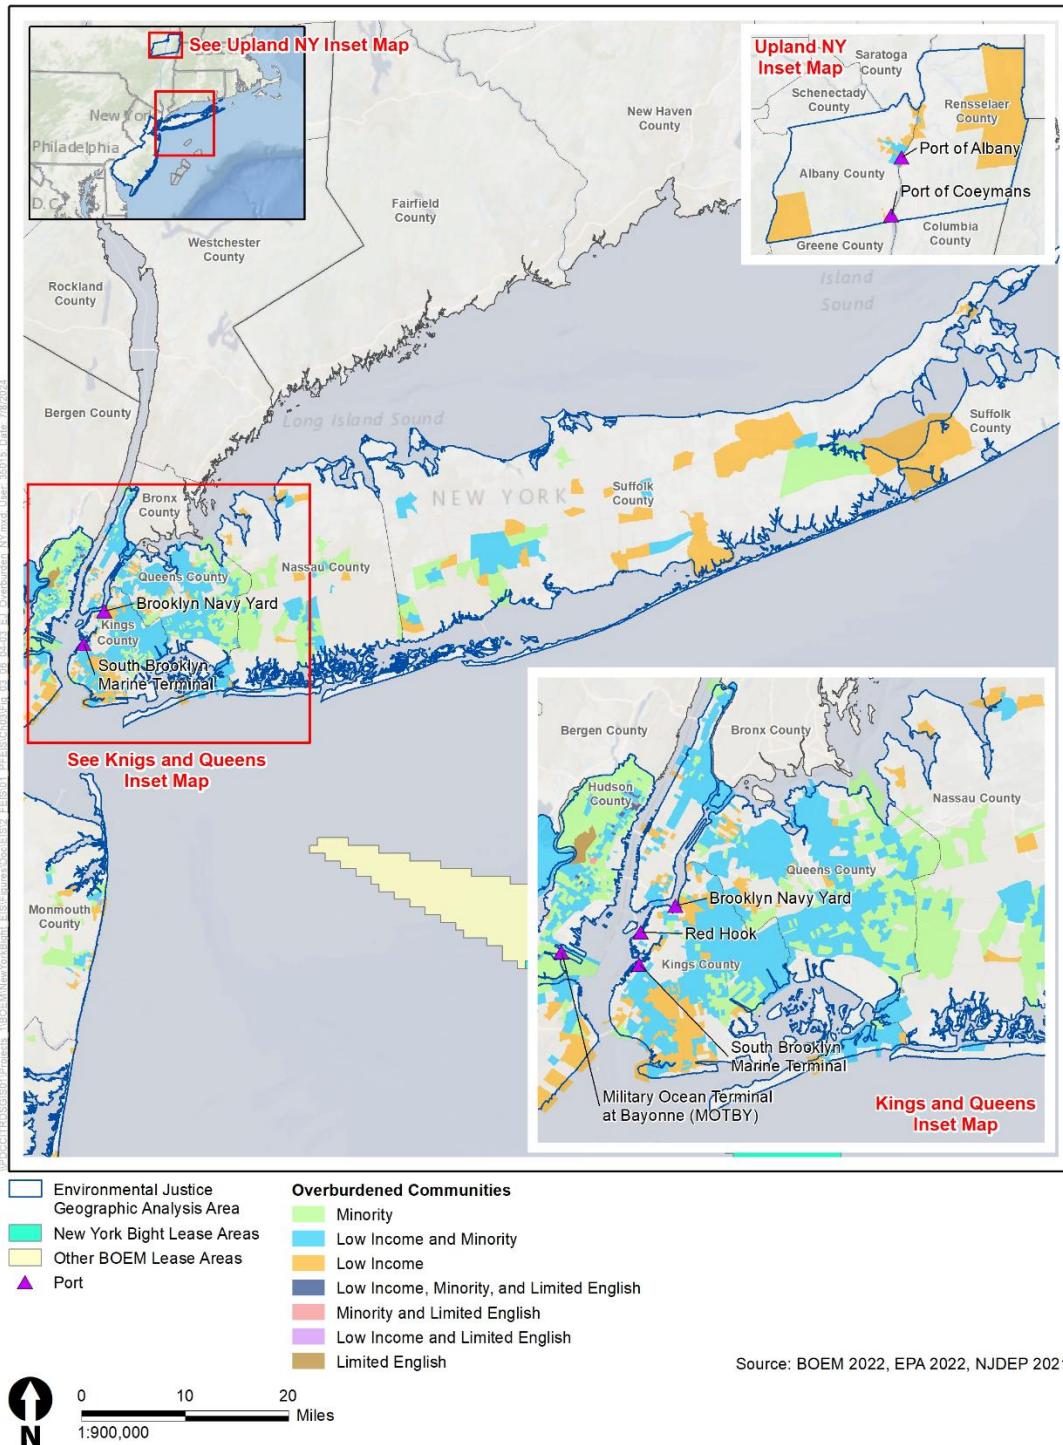 See Upland NY Inset Map
New York
Philadelphia
D.C.
Upland NY
Inset Map
Saratoga
County
Schenectady
County
Rensselaer
County
Port of Albany
Albany County
Port of Coeymans
Columbia
County
Greene County
New Haven
County
Fairfield
County
Westchester
County
Rockland
County
Bergen County
Island
Sound
Long Island Sound
Suffolk
County
NEW YORK
Suffolk
County
Bronx
County
Queens County
Nassau County
Brooklyn Navy Yard
Kings
County
South Brooklyn
Marine Terminal
See Knigs and Queens
Inset Map
Monmouth
County
Bergen County
Bronx County
Hudson
County
Nassau County
Queens County
Brooklyn Navy Yard
Red Hook
Kings County
South Brooklyn
Marine Terminal
Military Ocean Terminal
at Bayonne (MOTBY)
Kings and Queens
Inset Map
Environmental Justice
Geographic Analysis Area
New York Bight Lease Areas
Other BOEM Lease Areas
Port
Overburdened Communities
Minority
Low Income and Minority
Low Income
Low Income, Minority, and Limited English
Minority and Limited English
Low Income and Limited English
Limited English
Source: BOEM 2022, EPA 2022, NJDEP 2021
0 10 20
Miles
1:900,000
N